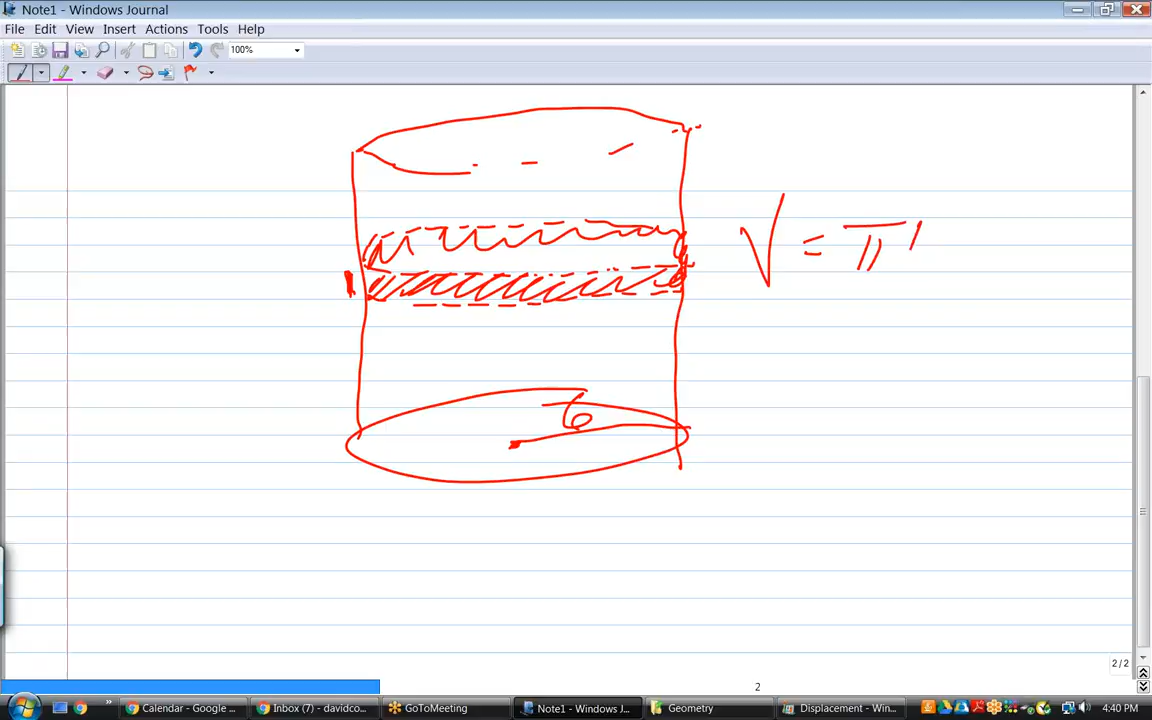 Note1 - Windows Journal
File Edit View Insert Actions Tools Help
100%
V = π
6
2/2
2
Calendar - Google ...
Inbox (7) - davidco...
GoToMeeting
Note1 - Windows J...
Geometry
Displacement - Win...
4:40 PM